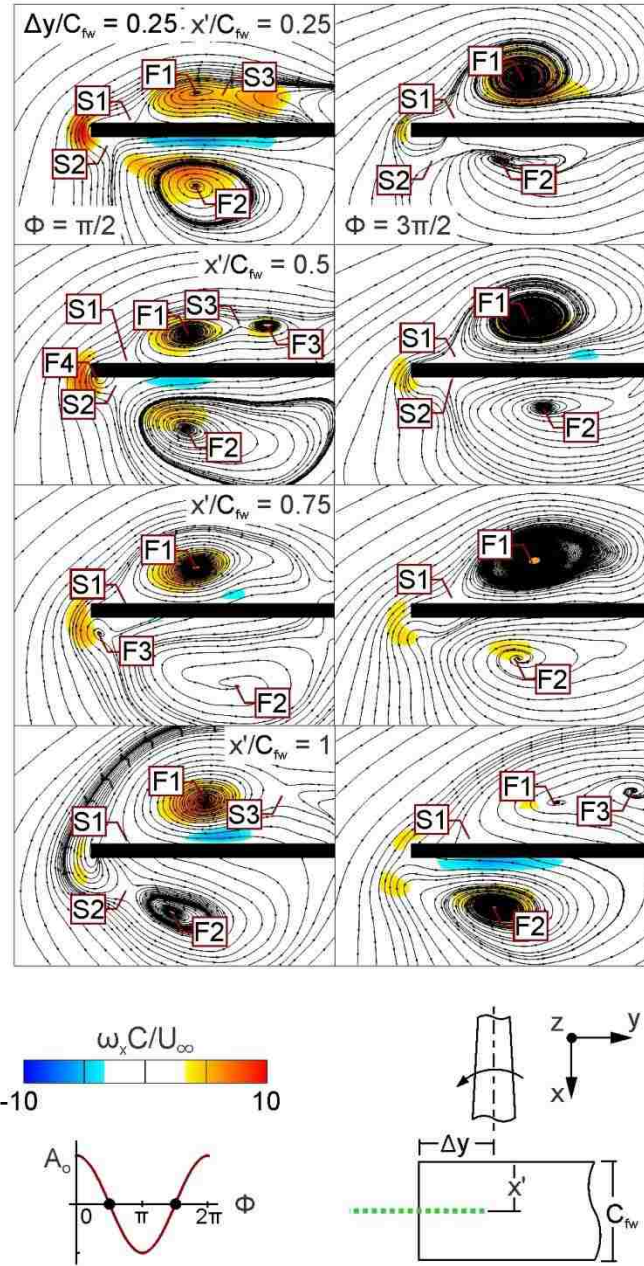 Δy/C_fw = 0.25 x'/C_fw = 0.25
F1 S3
S1
S2
F2
Φ = π/2
F1
S1
S2
F2
Φ = 3π/2
x'/C_fw = 0.5
S1 F1 S3
F3
F4
S2
F2
F1
S1
S2
F2
x'/C_fw = 0.75
F1
S1
F3
F2
F1
S1
F2
x'/C_fw = 1
F1
S3
S1
S2
F2
F1 F3
S1
F2
ω_x C/U_∞
-10 10
A_o
0 π 2π Φ
z y
x
Δy
x'
C_fw